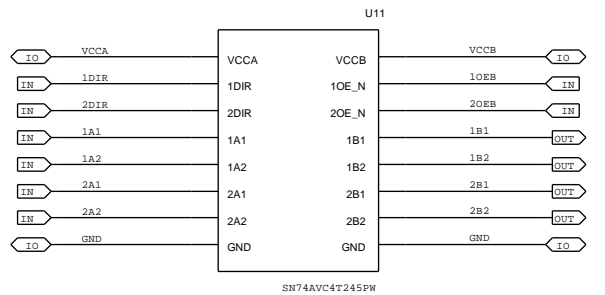 U11
IO VCCA VCCA VCCB VCCB IO
IN 1DIR 1DIR 1OE_N 1OEB IN
IN 2DIR 2DIR 2OE_N 2OEB IN
IN 1A1 1A1 1B1 1B1 OUT
IN 1A2 1A2 1B2 1B2 OUT
IN 2A1 2A1 2B1 2B1 OUT
IN 2A2 2A2 2B2 2B2 OUT
IO GND GND GND GND IO
SN74AVC4T245PW